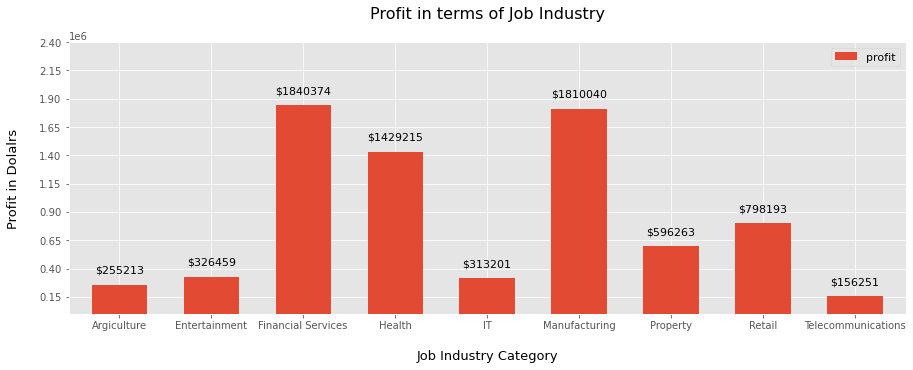 Profit in terms of Job Industry
1e6
2.40
2.15
1.90
1.65
1.40
1.15
0.90
0.65
0.40
0.15
Profit in Dolalrs
profit
$255213
$326459
$1840374
$1429215
$313201
$1810040
$596263
$798193
$156251
Argiculture
Entertainment
Financial Services
Health
IT
Manufacturing
Property
Retail
Telecommunications
Job Industry Category